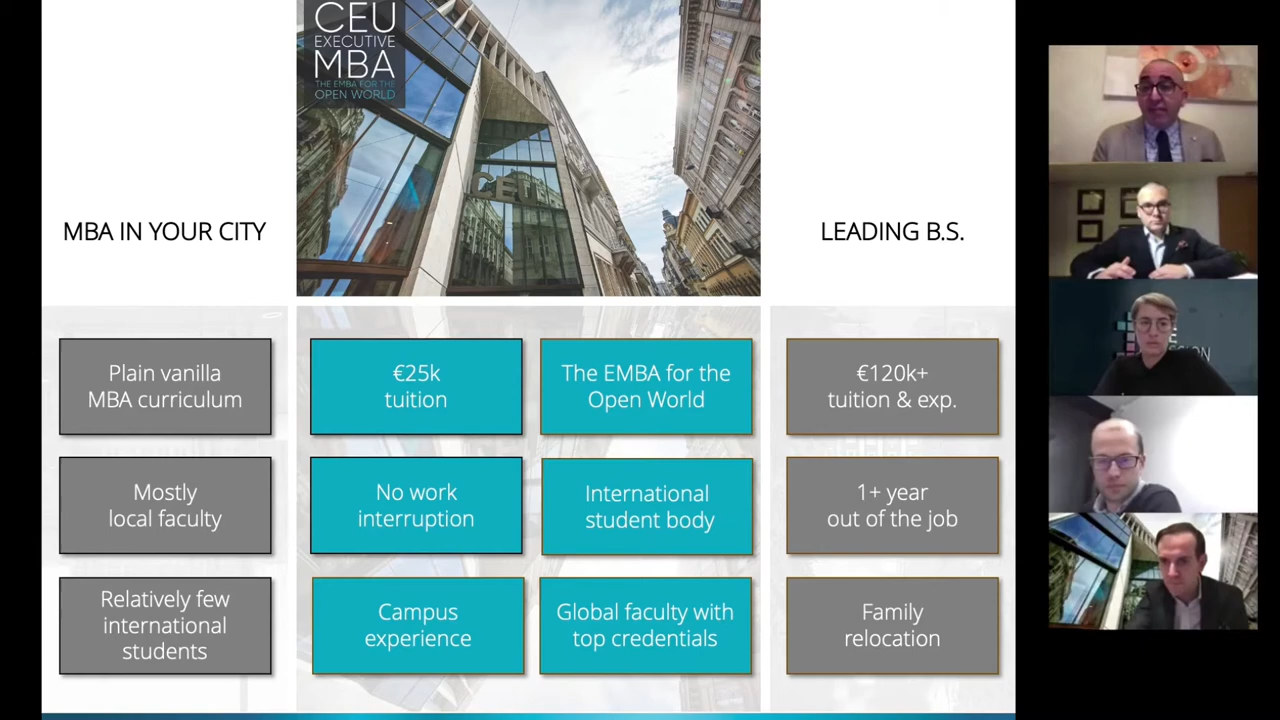 CEU
EXECUTIVE
MBA
THE EMBA FOR THE
OPEN WORLD
CEU
MBA IN YOUR CITY
LEADING B.S.
Plain vanilla
MBA curriculum
€25k
tuition
The EMBA for the
Open World
€120k+
tuition & exp.
Mostly
local faculty
No work
interruption
International
student body
1+ year
out of the job
Relatively few
international
students
Campus
experience
Global faculty with
top credentials
Family
relocation